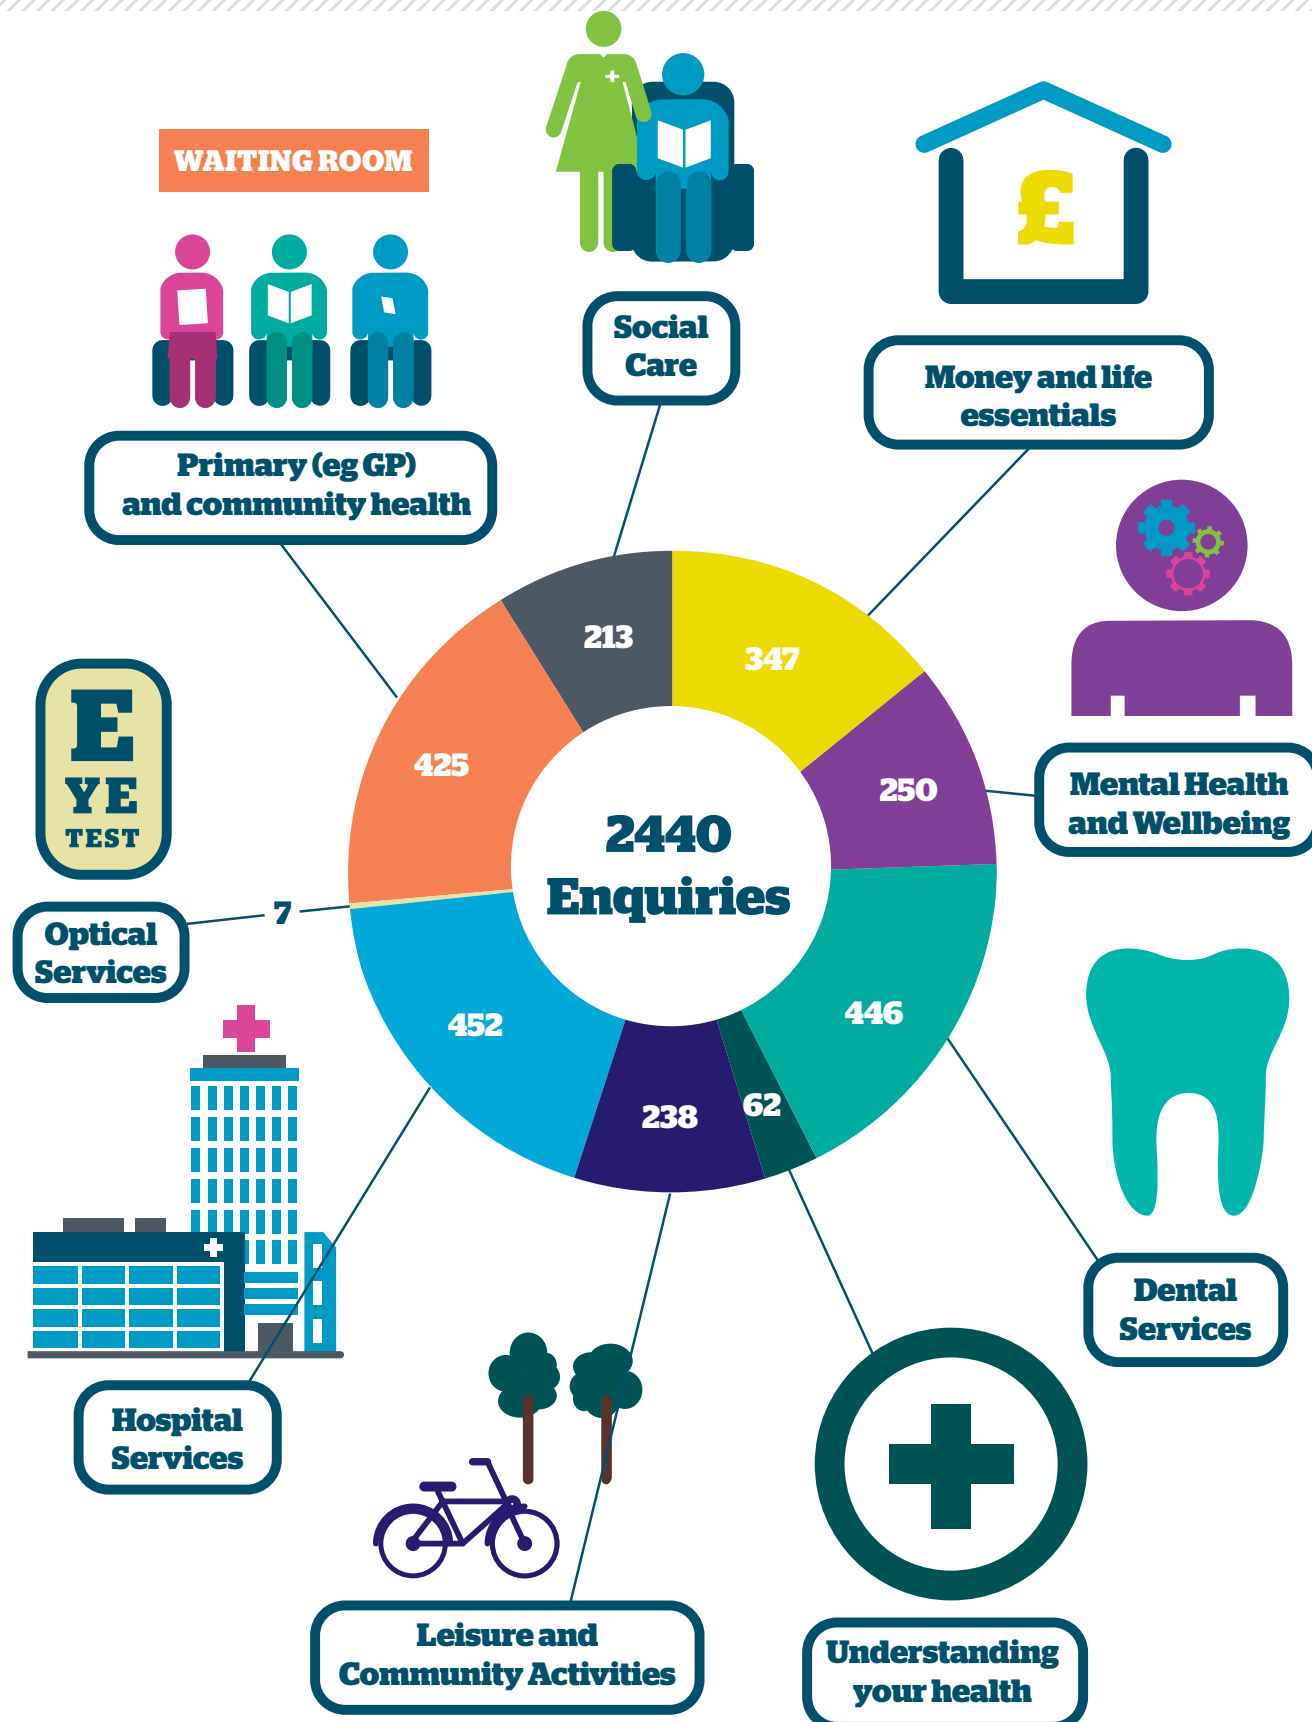 WAITING ROOM
£
Social
Care
Money and life
essentials
Primary (eg GP)
and community health
213
347
425
250
E
YE
TEST
Mental Health
and Wellbeing
2440
Enquiries
7
Optical
Services
452
446
62
238
Dental
Services
Hospital
Services
Leisure and
Community Activities
Understanding
your health